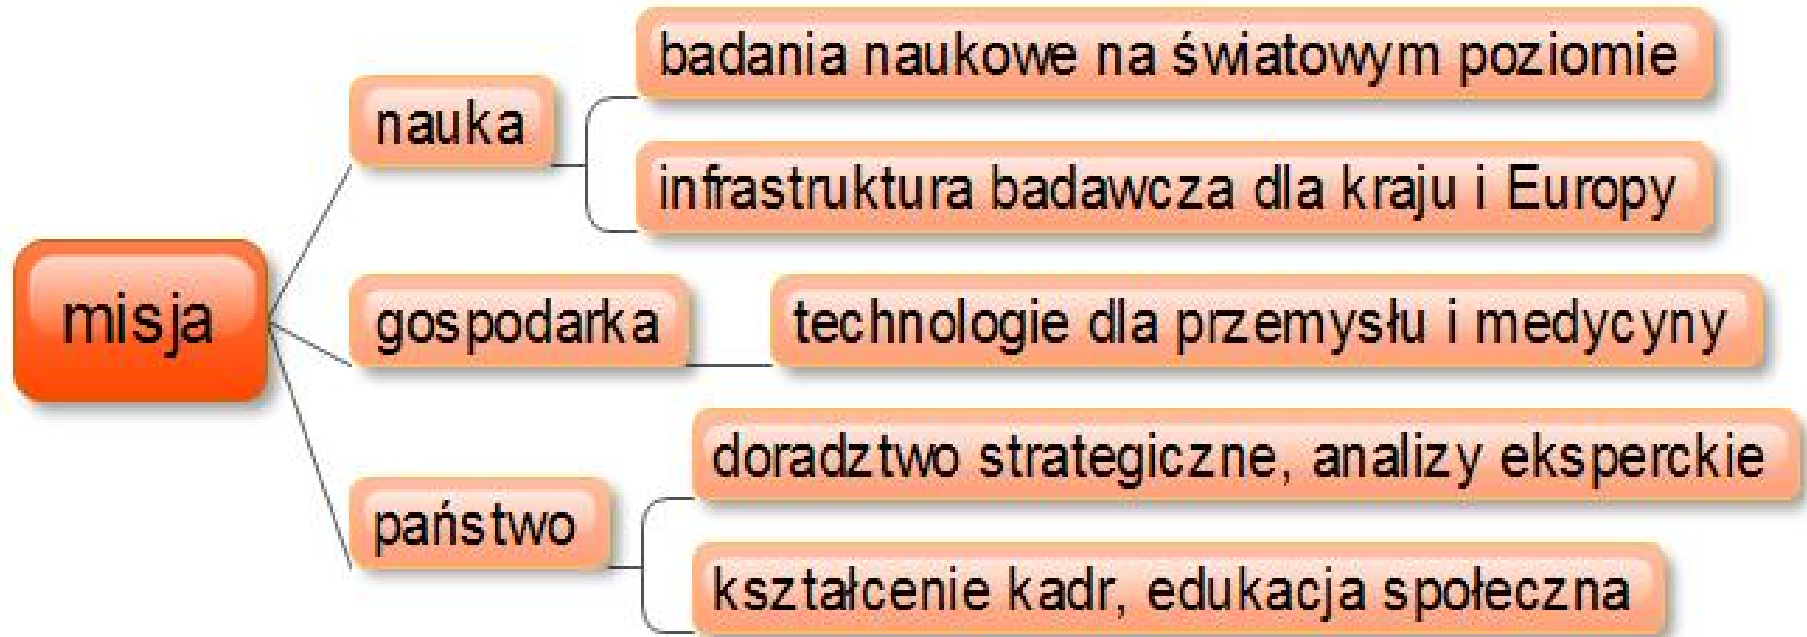 misja
nauka
badania naukowe na światowym poziomie
infrastruktura badawcza dla kraju i Europy
gospodarka
technologie dla przemysłu i medycyny
państwo
doradztwo strategiczne, analizy eksperckie
kształcenie kadr, edukacja społeczna